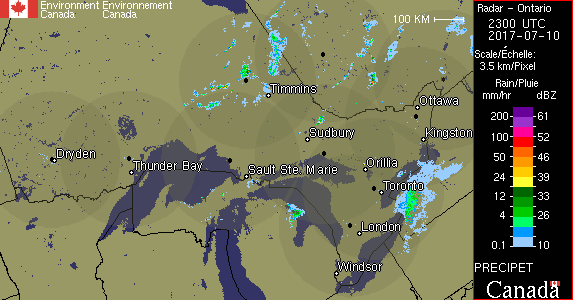 Environment Environnement
Canada Canada
100 KM
Timmins
Ottawa
Sudbury
Kingston
Dryden
Thunder Bay
Sault Ste. Marie
Orillia
Toronto
London
Windsor
Radar - Ontario
2300 UTC
2017-07-10
Scale/Échelle:
3.5 km/Pixel
Rain/Pluie
mm/hr dBZ
200 61
100 52
50 46
24 39
12 33
4 26
0.1 10
PRECIPET
Canada